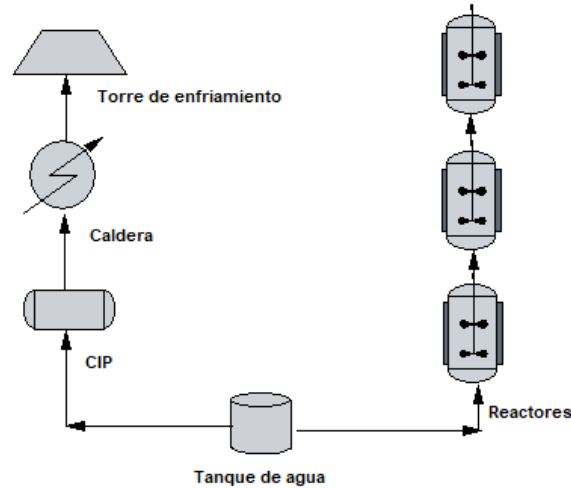 Torre de enfriamiento
Caldera
CIP
Reactores
Tanque de agua